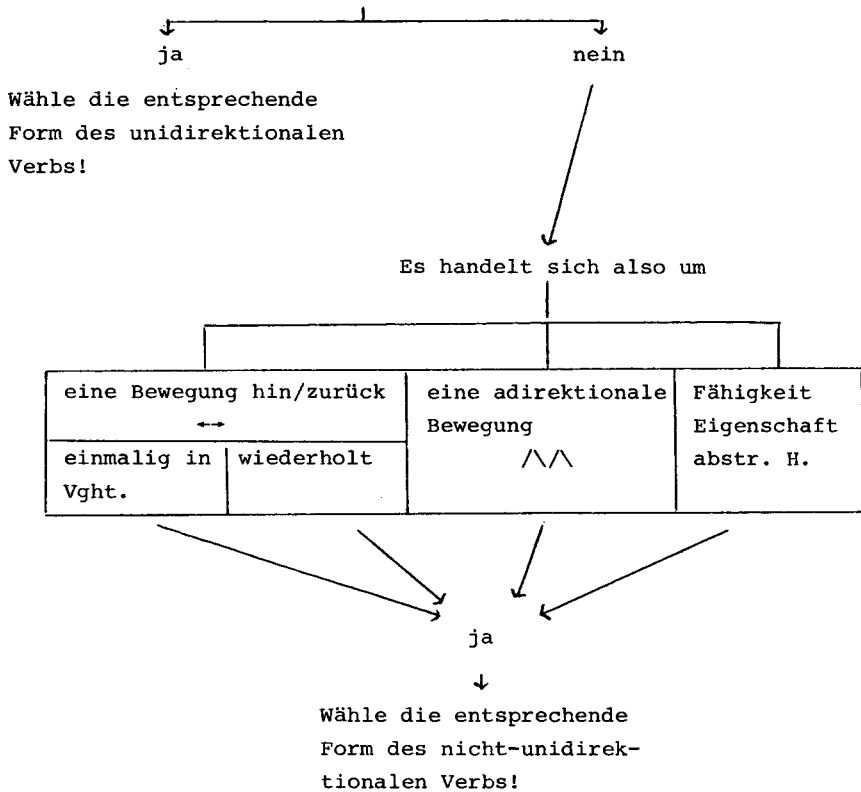 ja
nein
Wähle die entsprechende
Form des unidirektionalen
Verbs!
Es handelt sich also um
eine Bewegung hin/zurück
↔
einmalig in
Vght.
wiederholt
eine adirektionale
Bewegung
/\/\
Fähigkeit
Eigenschaft
abstr. H.
ja
Wähle die entsprechende
Form des nicht-unidirek-
tionalen Verbs!